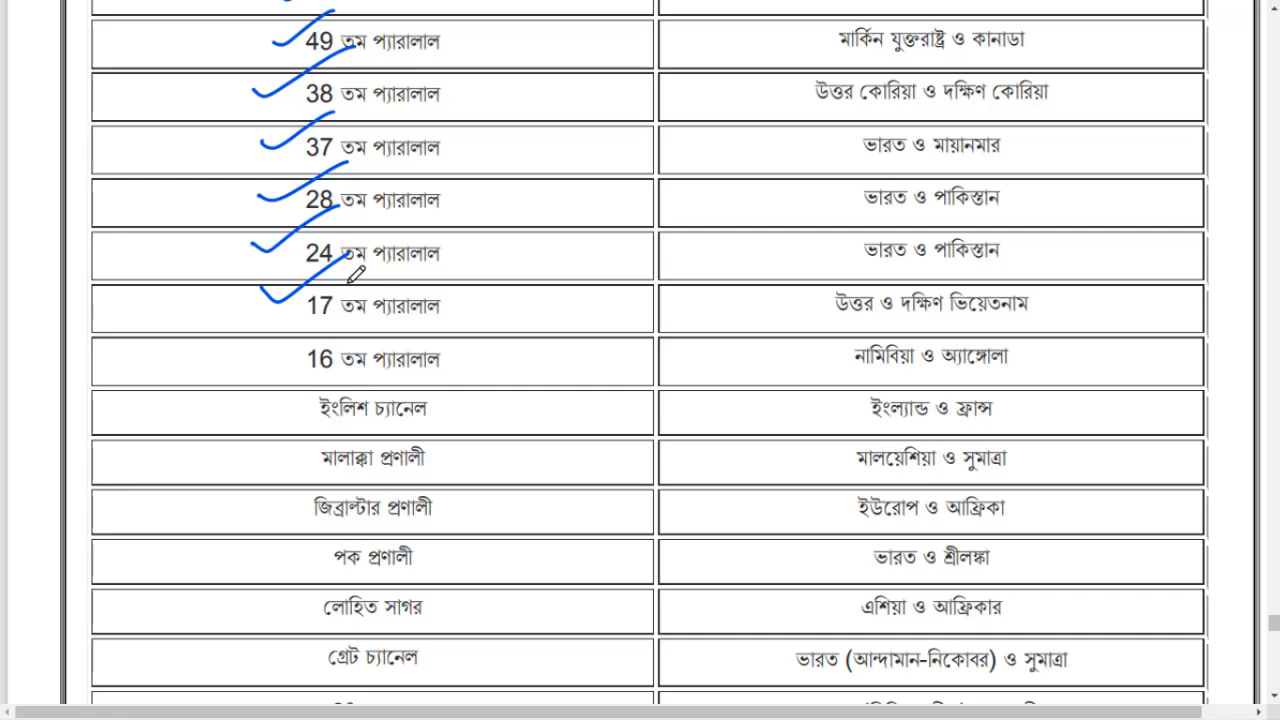 49 তম প্যারালাল মার্কিন যুক্তরাষ্ট্র ও কানাডা
38 তম প্যারালাল উত্তর কোরিয়া ও দক্ষিণ কোরিয়া
37 তম প্যারালাল ভারত ও মায়ানমার
28 তম প্যারালাল ভারত ও পাকিস্তান
24 তম প্যারালাল ভারত ও পাকিস্তান
17 তম প্যারালাল উত্তর ও দক্ষিণ ভিয়েতনাম
16 তম প্যারালাল নামিবিয়া ও অ্যাঙ্গোলা
ইংলিশ চ্যানেল ইংল্যান্ড ও ফ্রান্স
মালাক্কা প্রণালী মালয়েশিয়া ও সুমাত্রা
জিব্রাল্টার প্রণালী ইউরোপ ও আফ্রিকা
পক প্রণালী ভারত ও শ্রীলঙ্কা
লোহিত সাগর এশিয়া ও আফ্রিকার
গ্রেট চ্যানেল ভারত (আন্দামান-নিকোবর) ও সুমাত্রা